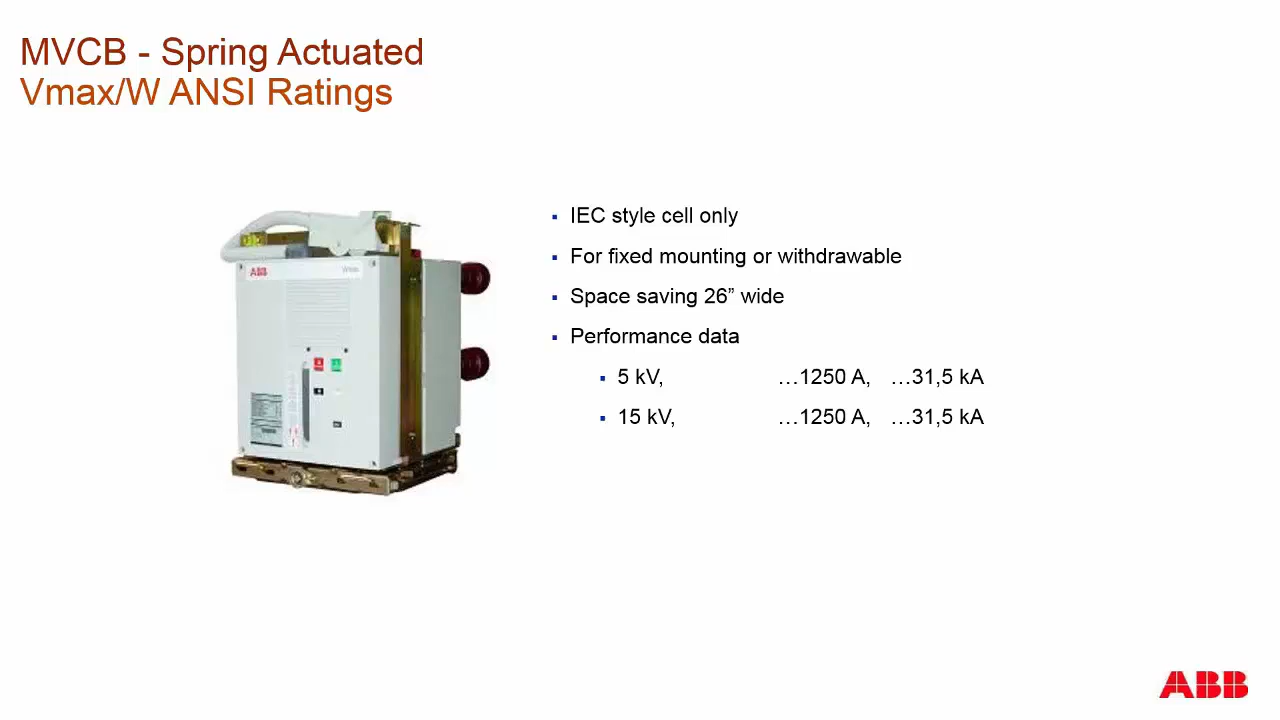 MVCB - Spring Actuated
Vmax/W ANSI Ratings
ABB
▪ IEC style cell only
▪ For fixed mounting or withdrawable
▪ Space saving 26” wide
▪ Performance data
▪ 5 kV, …1250 A, …31,5 kA
▪ 15 kV, …1250 A, …31,5 kA
ABB